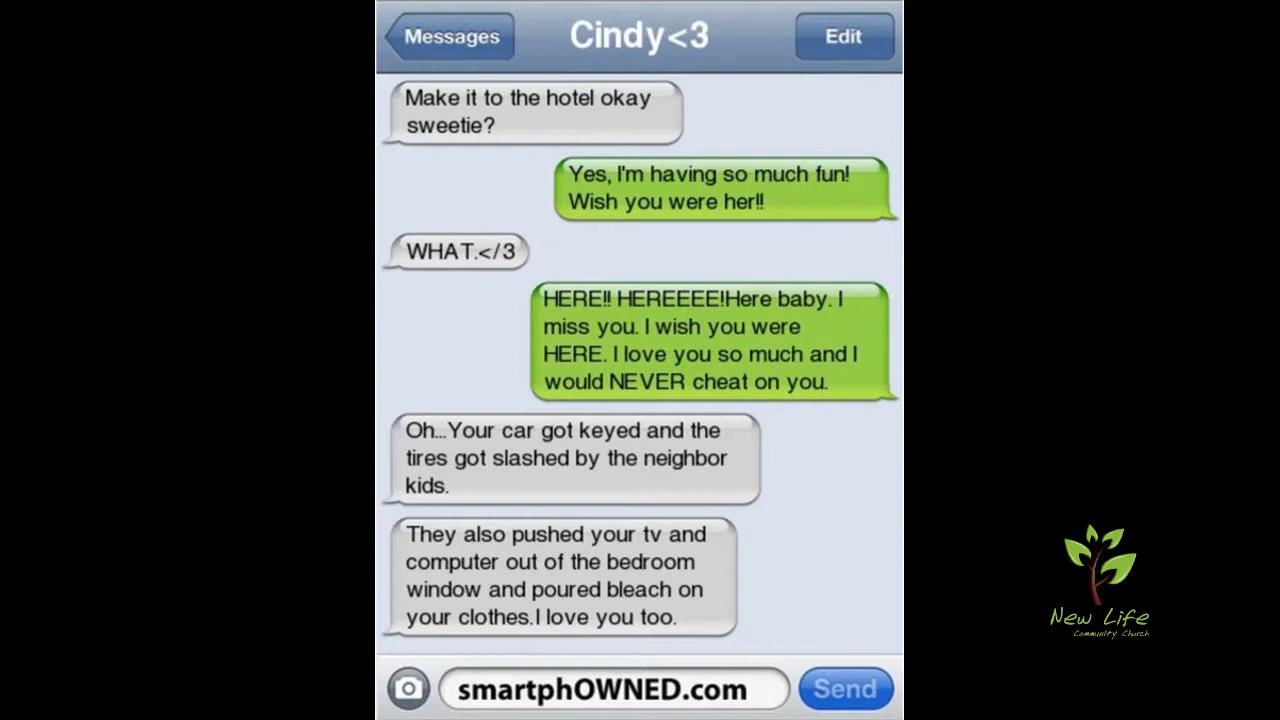 Messages
Cindy<3
Edit
Make it to the hotel okay
sweetie?
Yes, I'm having so much fun!
Wish you were her!!
WHAT.</3
HERE!! HEREEEE!Here baby. I
miss you. I wish you were
HERE. I love you so much and I
would NEVER cheat on you.
Oh...Your car got keyed and the
tires got slashed by the neighbor
kids.
They also pushed your tv and
computer out of the bedroom
window and poured bleach on
your clothes.I love you too.
New Life
Community Church
smartphOWNED.com
Send